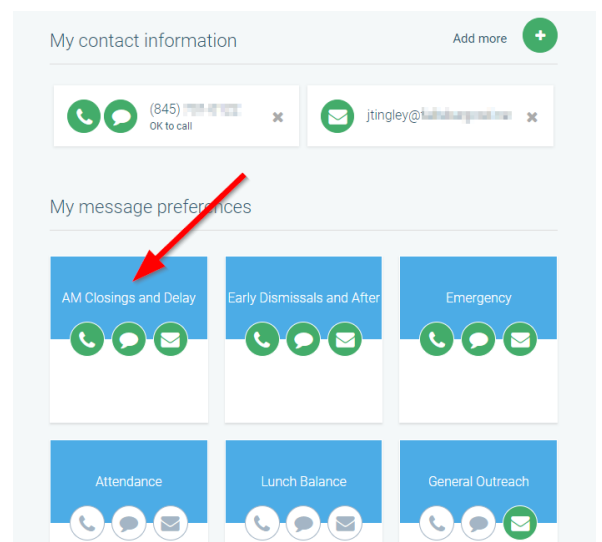 My contact information
Add more
(845)
OK to call
jtingley@
My message preferences
AM Closings and Delay
Early Dismissals and After
Emergency
Attendance
Lunch Balance
General Outreach